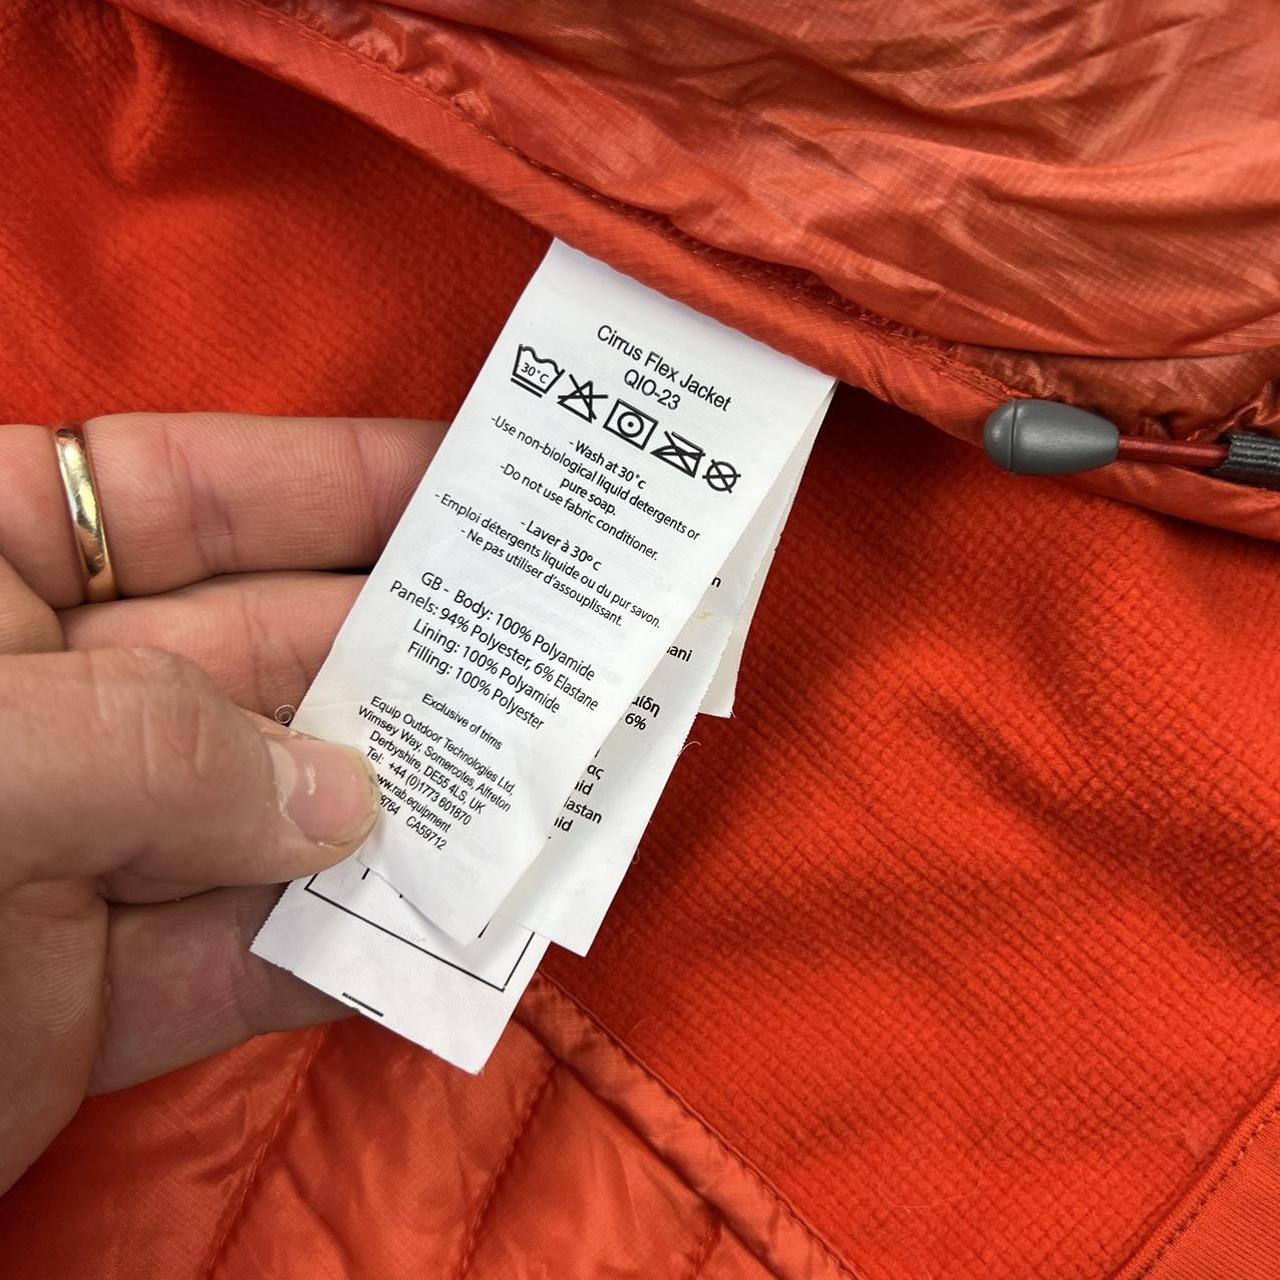 Cirrus Flex Jacket
QIO-23
30°C
- Wash at 30°c
-Use non-biological liquid detergents or
pure soap.
-Do not use fabric conditioner.
- Laver à 30º c
- Emploi détergents liquide ou du pur savon.
- Ne pas utiliser d'assouplissant.
GB - Body: 100% Polyamide
Panels: 94% Polyester, 6% Elastane
Lining: 100% Polyamide
Filling: 100% Polyester
Exclusive of trims
Equip Outdoor Technologies Ltd,
Wimsey Way, Somercotes, Alfreton
Derbyshire, DE55 4LS, UK
Tel: +44 (0)1773 601870
www.rab.equipment
CA59712
6%